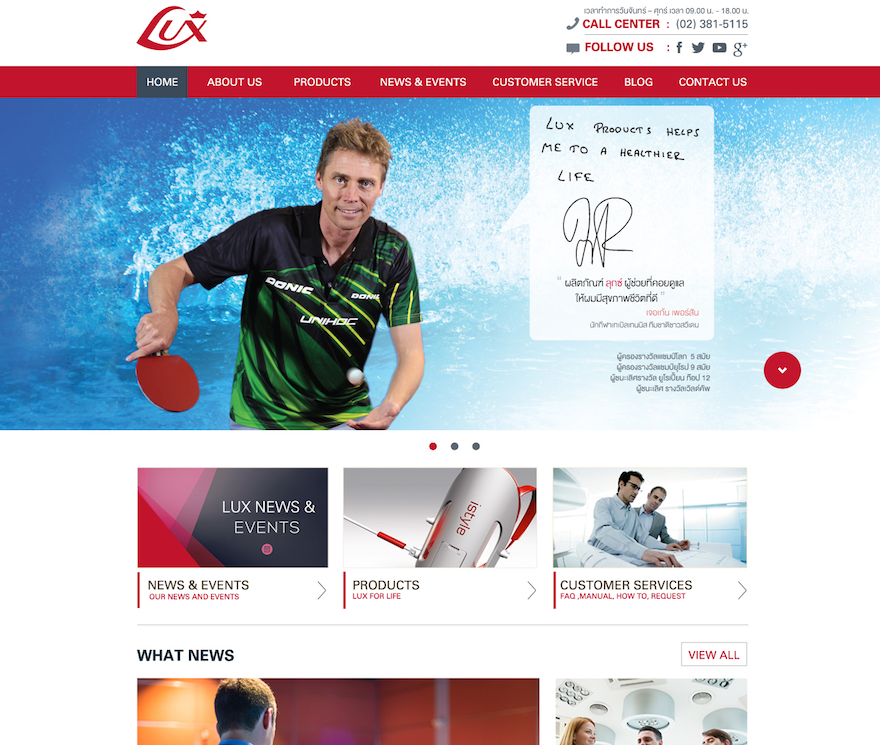 LUX
เวลาทำการวันจันทร์ – ศุกร์ เวลา 09.00 น. - 18.00 น.
CALL CENTER : (02) 381-5115
FOLLOW US :
HOME ABOUT US PRODUCTS NEWS & EVENTS CUSTOMER SERVICE BLOG CONTACT US
LUX PRODUCTS HELPS
ME TO A HEALTHIER
LIFE
DONIC DONIC
UNIHOC
“ ผลิตภัณฑ์ ลุกซ์ ผู้ช่วยที่คอยดูแล
ให้ผมมีสุขภาพชีวิตที่ดี ”
เจอเก้น เพอร์สัน
นักกีฬาเทเบิลเทนนิส ทีมชาติชาวสวีเดน
ผู้ครองรางวัลแชมป์โลก 5 สมัย
ผู้ครองรางวัลแชมป์ยุโรป 9 สมัย
ผู้ชนะเลิศรางวัล ยูโรเปี้ยน ท๊อป 12
ผู้ชนะเลิศ รางวัลเวิลด์คัพ
LUX NEWS &
EVENTS
istyle
NEWS & EVENTS
OUR NEWS AND EVENTS
PRODUCTS
LUX FOR LIFE
CUSTOMER SERVICES
FAQ ,MANUAL, HOW TO, REQUEST
WHAT NEWS
VIEW ALL